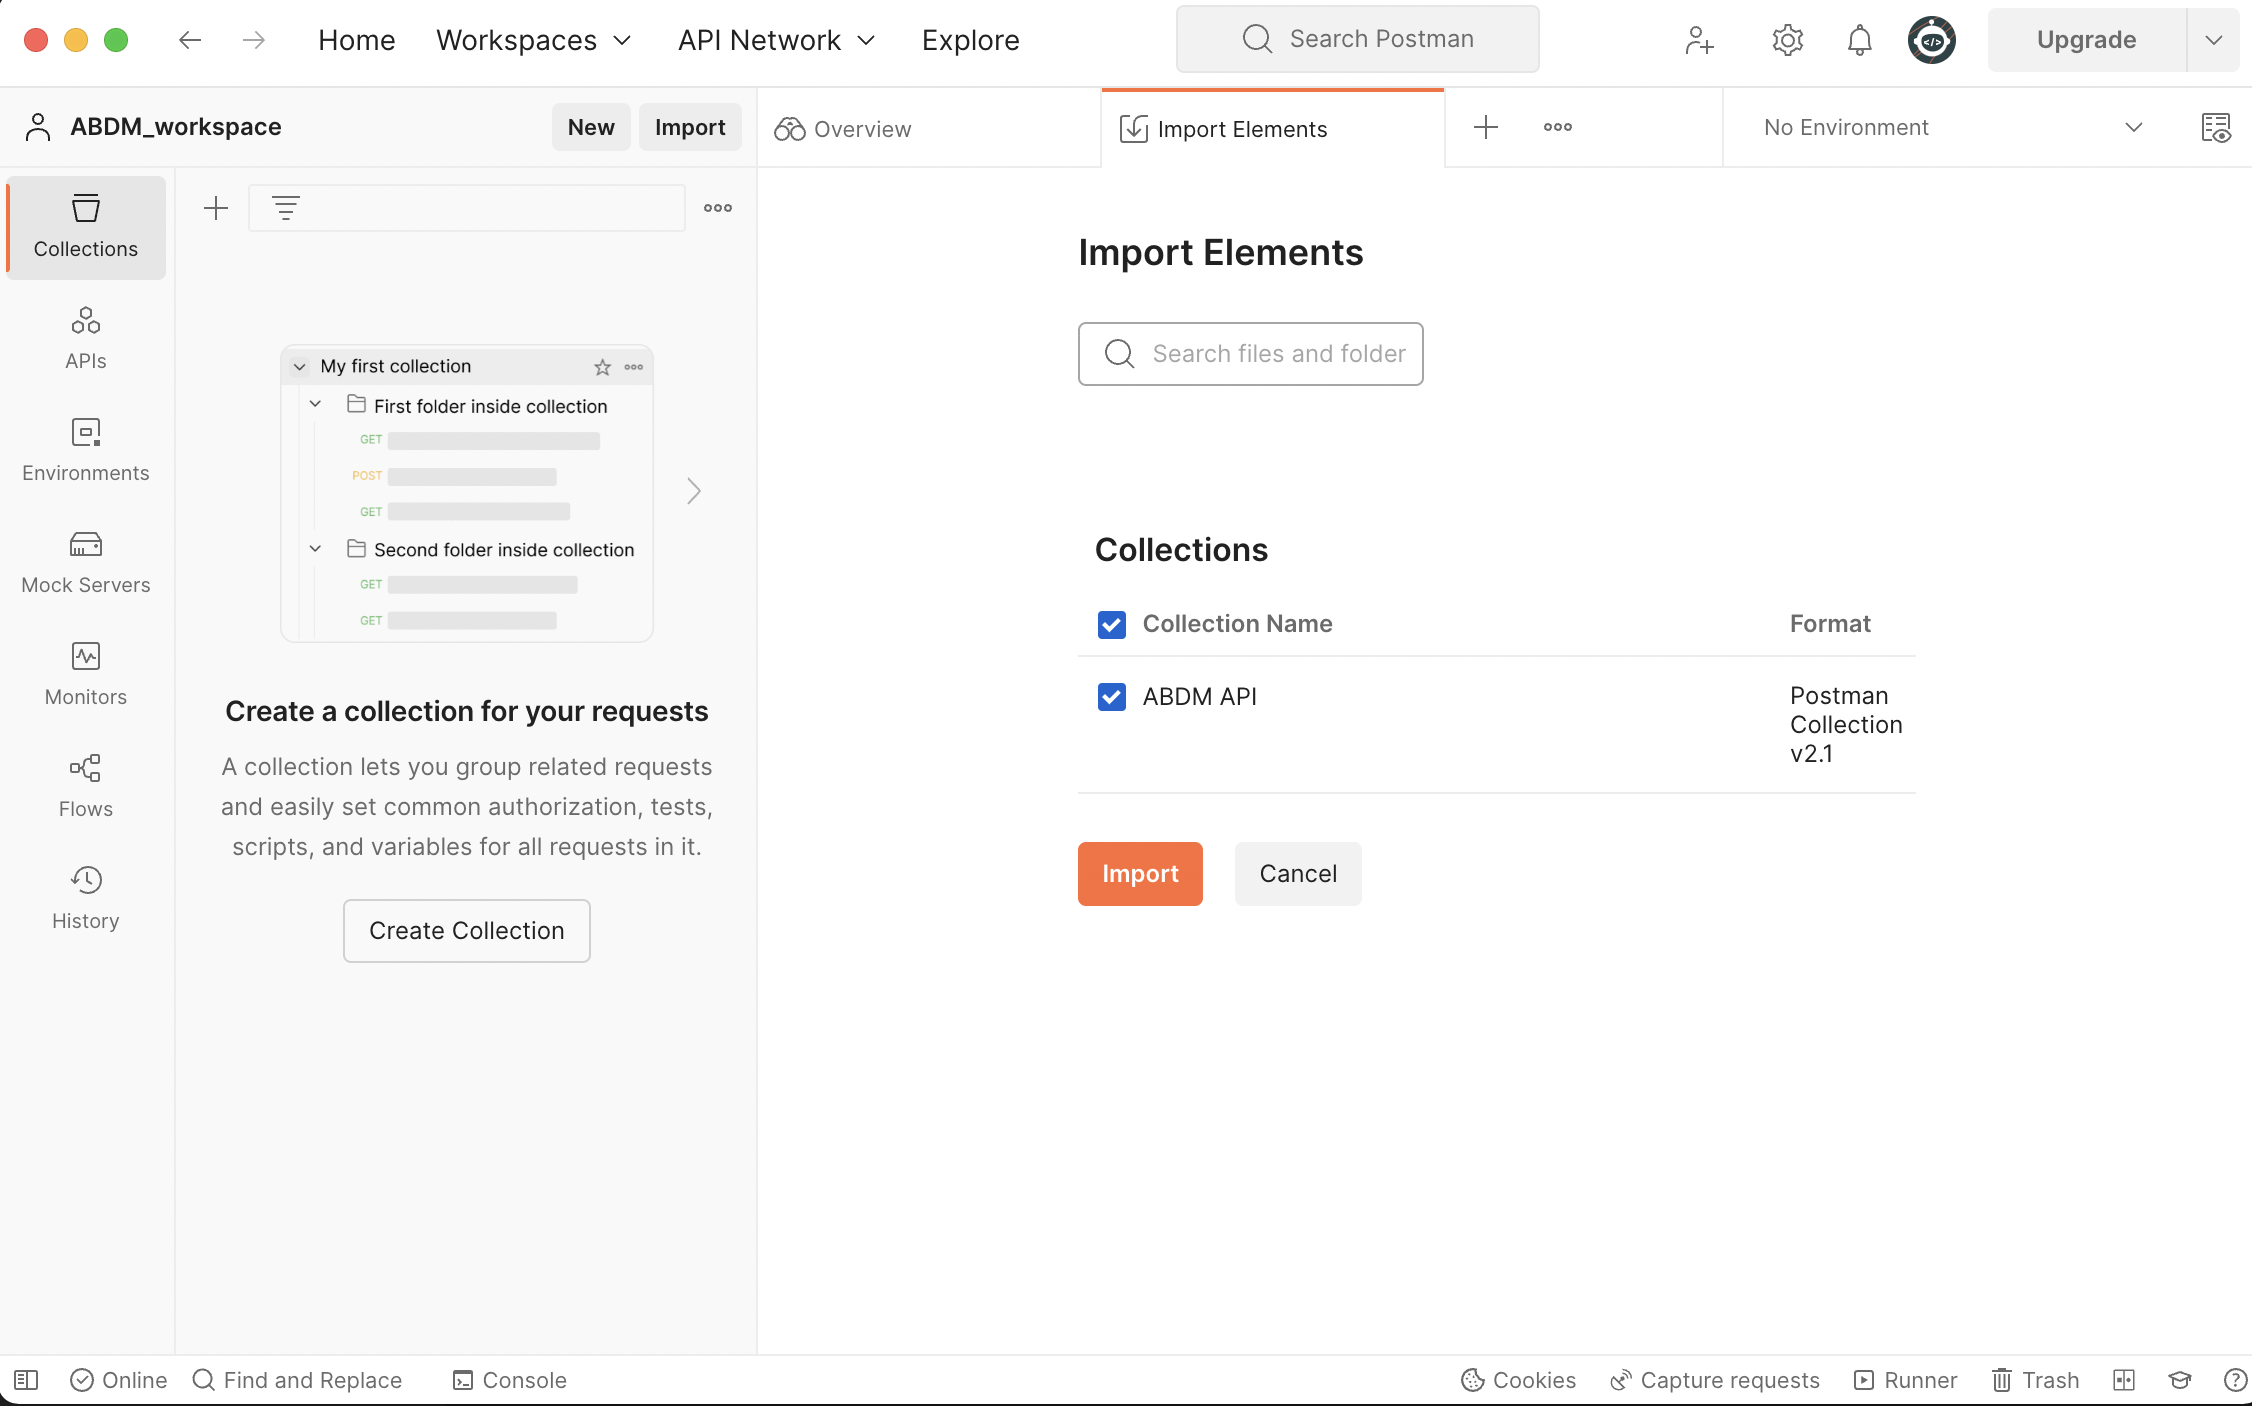 Home
Workspaces
API Network
Explore
Search Postman
Upgrade
ABDM_workspace
New
Import
Overview
Import Elements
No Environment
Collections
APIs
Environments
Mock Servers
Monitors
Flows
History
My first collection
First folder inside collection
GET
POST
GET
Second folder inside collection
GET
GET
Create a collection for your requests
A collection lets you group related requests
and easily set common authorization, tests,
scripts, and variables for all requests in it.
Create Collection
Import Elements
Search files and folder
Collections
Collection Name
Format
ABDM API
Postman
Collection
v2.1
Import
Cancel
Online
Find and Replace
Console
Cookies
Capture requests
Runner
Trash